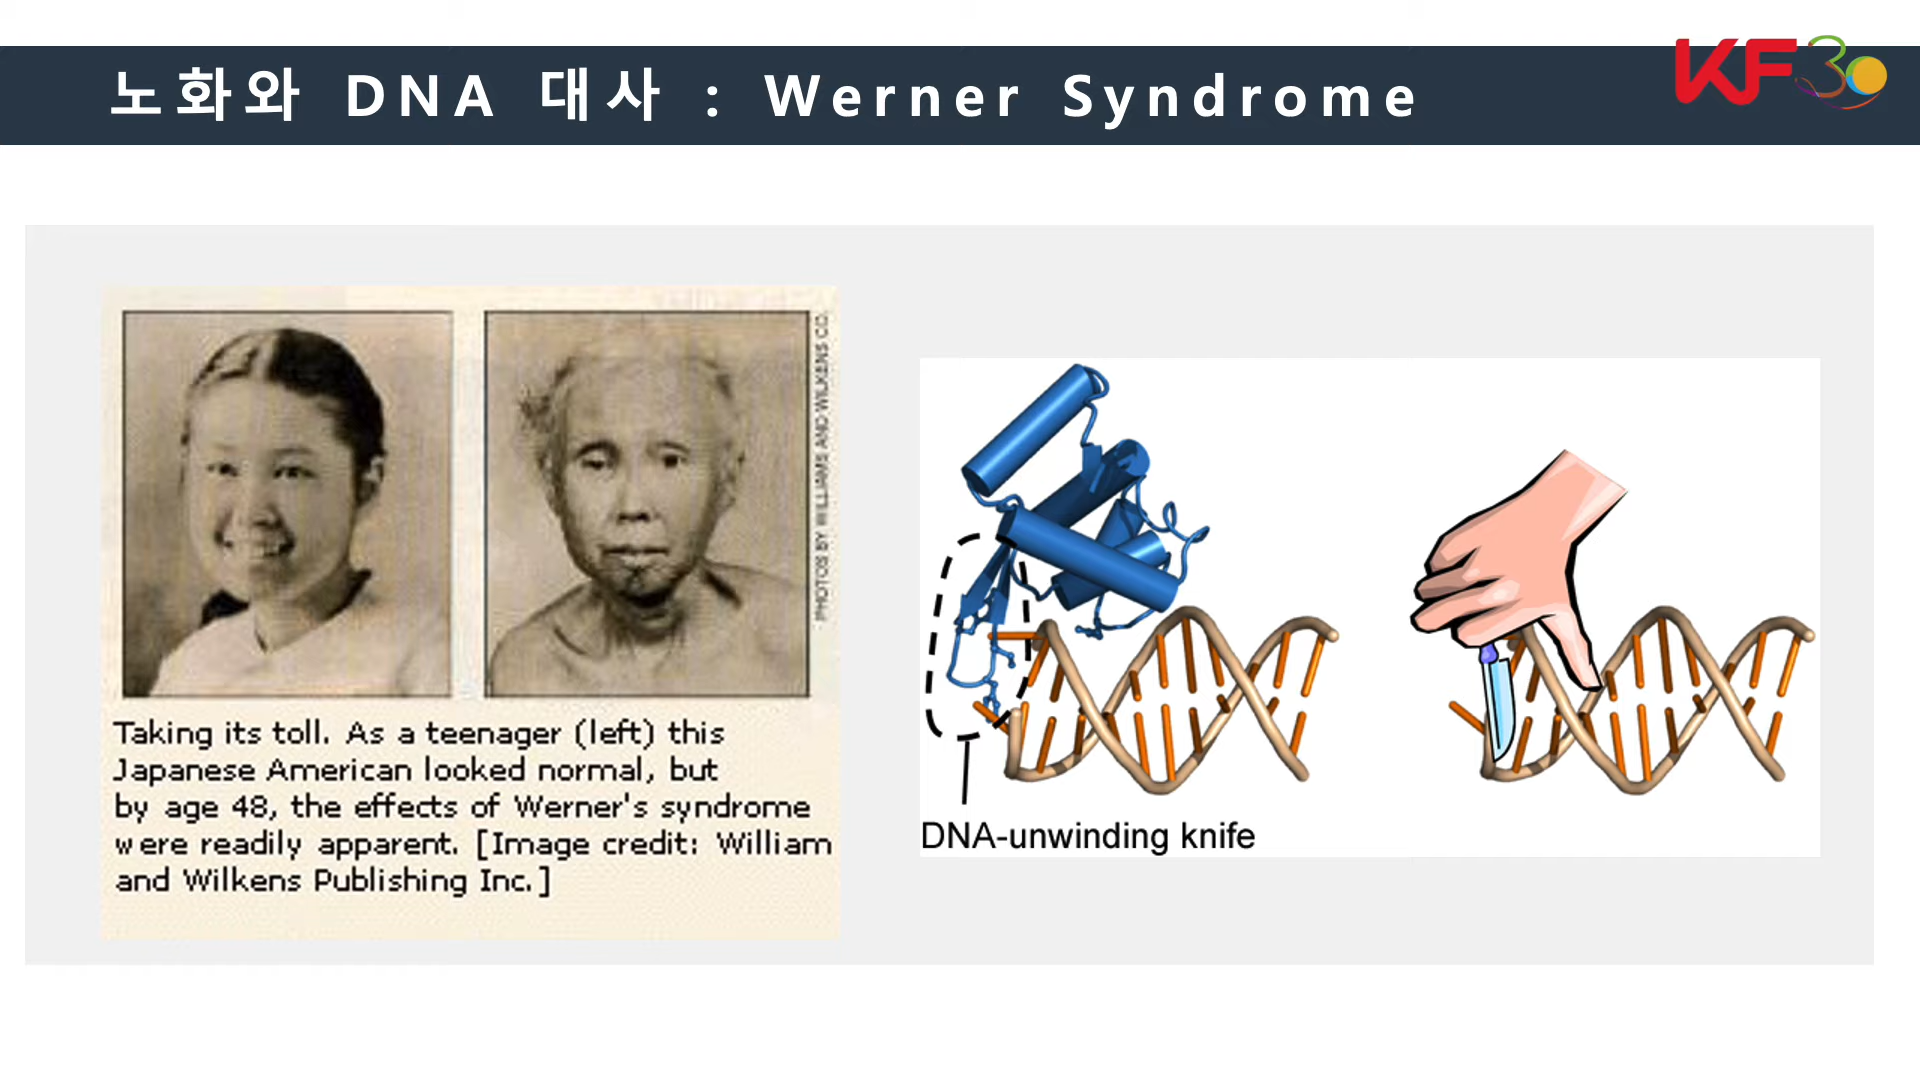 노화와 DNA 대사 : Werner Syndrome
KF30
PHOTOS BY WILLIAMS AND WILKENS CO.
Taking its toll. As a teenager (left) this
Japanese American looked normal, but
by age 48, the effects of Werner's syndrome
were readily apparent. [Image credit: William
and Wilkens Publishing Inc.]
DNA-unwinding knife